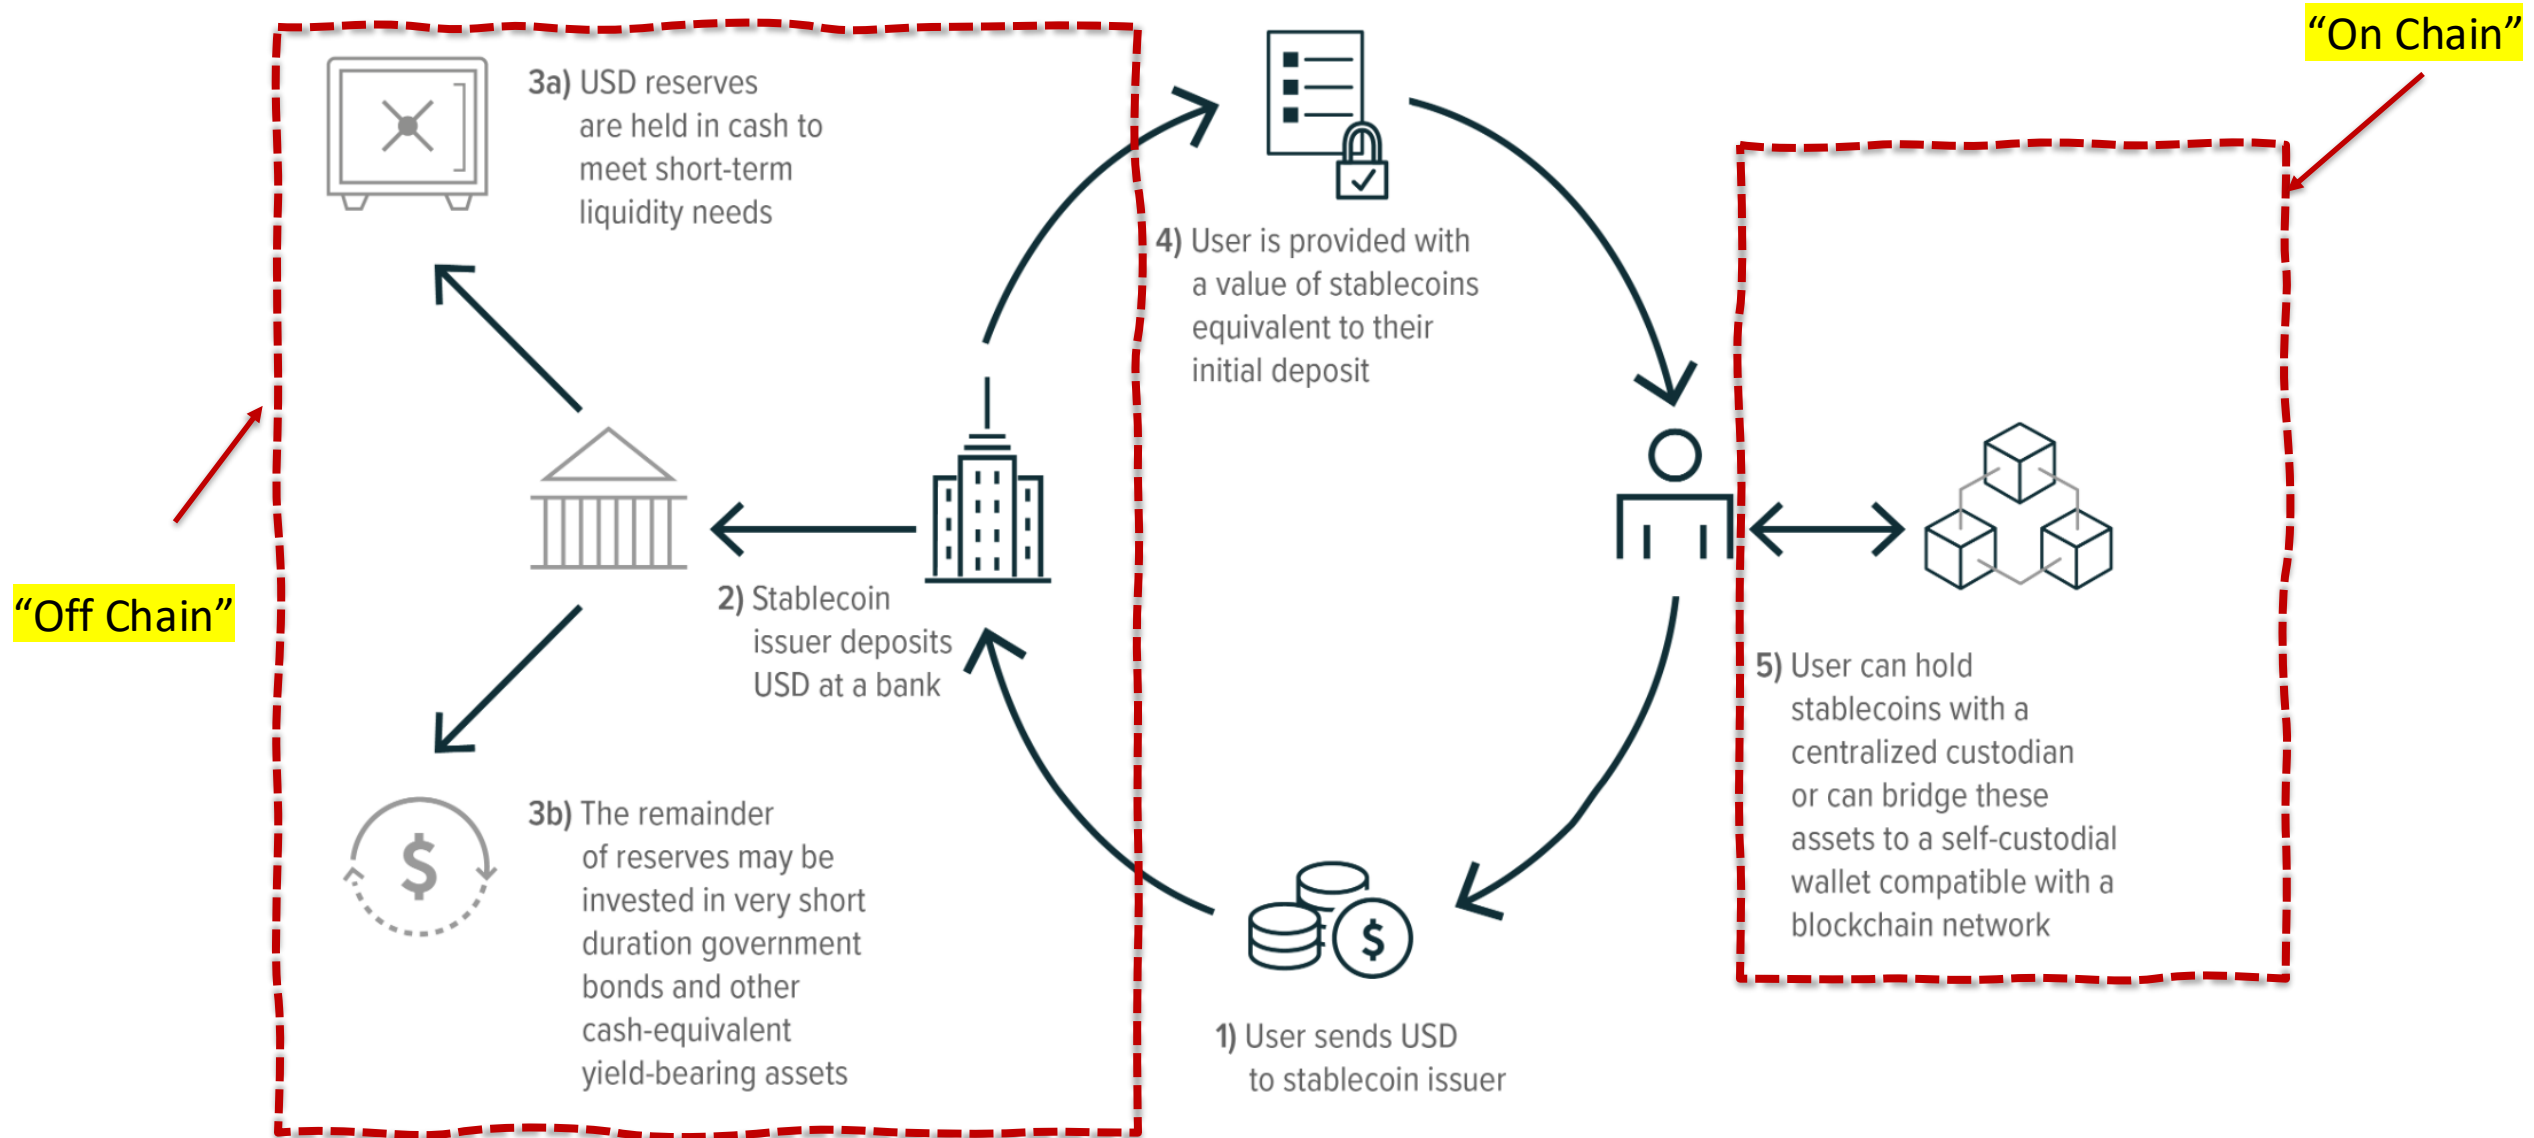 “On Chain”
3a) USD reserves
are held in cash to
meet short-term
liquidity needs
4) User is provided with
a value of stablecoins
equivalent to their
initial deposit
“Off Chain”
2) Stablecoin
issuer deposits
USD at a bank
5) User can hold
stablecoins with a
centralized custodian
or can bridge these
assets to a self-custodial
wallet compatible with a
blockchain network
3b) The remainder
of reserves may be
invested in very short
duration government
bonds and other
cash-equivalent
yield-bearing assets
$
$
1) User sends USD
to stablecoin issuer